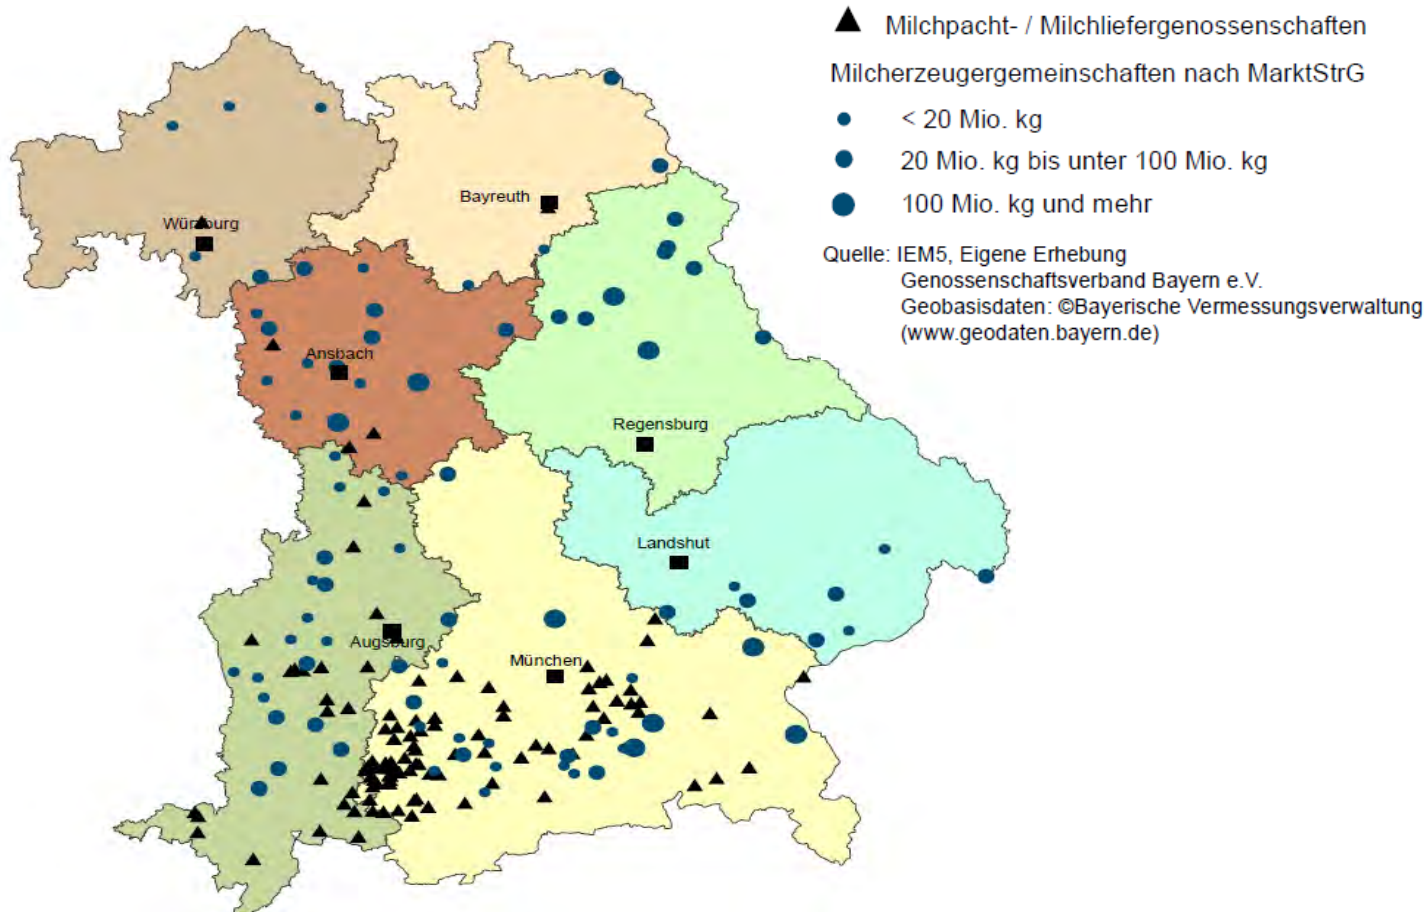 Milchpacht- / Milchliefergenossenschaften
Milcherzeugergemeinschaften nach MarktStrG
< 20 Mio. kg
20 Mio. kg bis unter 100 Mio. kg
100 Mio. kg und mehr
Quelle: IEM5, Eigene Erhebung
Genossenschaftsverband Bayern e.V.
Geobasisdaten: ©Bayerische Vermessungsverwaltung
(www.geodaten.bayern.de)
Bayreuth
Würzburg
Ansbach
Regensburg
Landshut
Augsburg
München